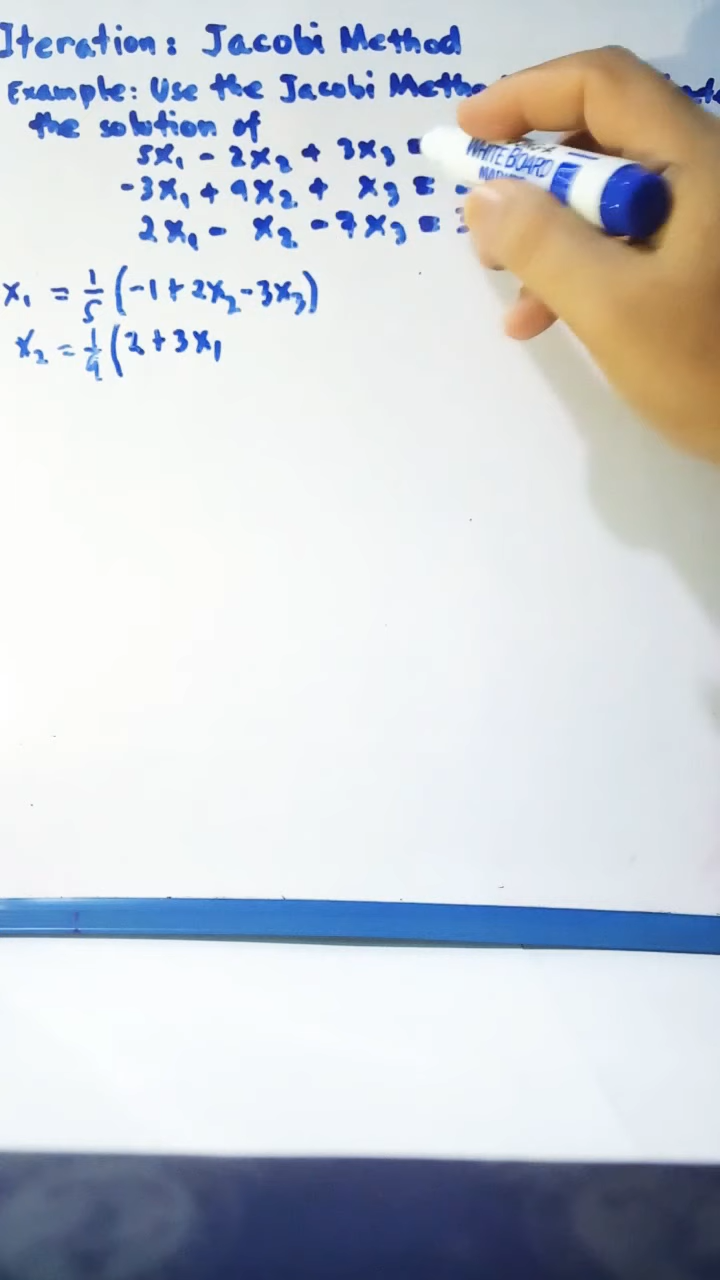 Iteration: Jacobi Method
Example: Use the Jacobi
the solution of
5x₁ - 2x₂ + 3x₃ =
-3x₁ + 9x₂ + x₃ =
2x₁ - x₂ - 7x₃ =
WHITE BOARD
x₁ = 1/5 (-1 + 2x₂ - 3x₃)
x₂ = 1/9 (2 + 3x₁